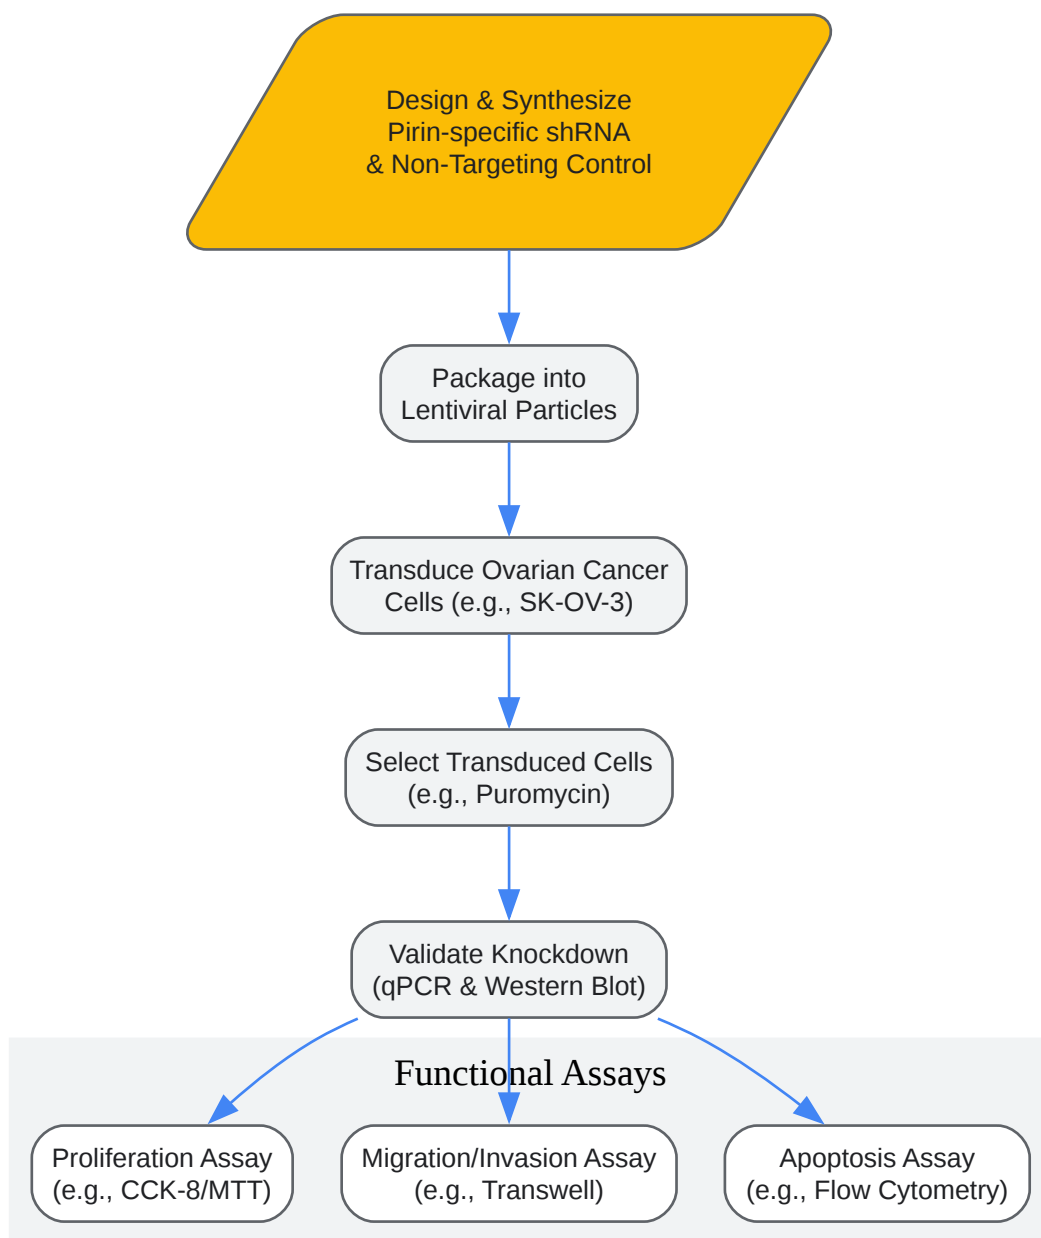 Design & Synthesize
Pirin-specific shRNA
& Non-Targeting Control
Package into
Lentiviral Particles
Transduce Ovarian Cancer
Cells (e.g., SK-OV-3)
Select Transduced Cells
(e.g., Puromycin)
Validate Knockdown
(qPCR & Western Blot)
Functional Assays
Proliferation Assay
(e.g., CCK-8/MTT)
Migration/Invasion Assay
(e.g., Transwell)
Apoptosis Assay
(e.g., Flow Cytometry)